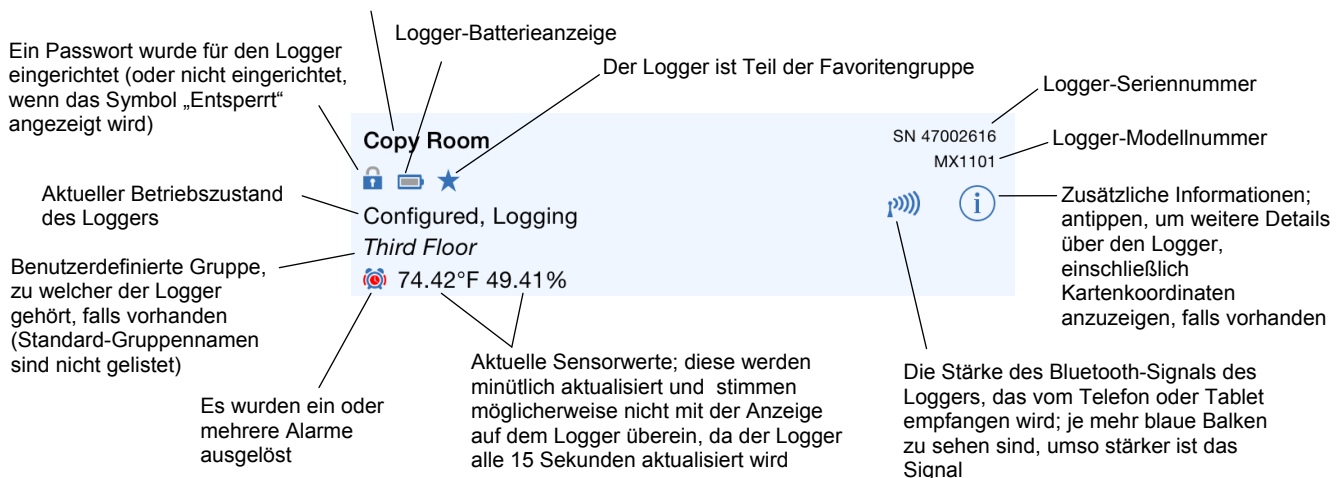 Ein Passwort wurde für den Logger
eingerichtet (oder nicht eingerichtet,
wenn das Symbol „Entsperrt“
angezeigt wird)
Logger-Batterieanzeige
Der Logger ist Teil der Favoritengruppe
Logger-Seriennummer
Logger-Modellnummer
Copy Room
SN 47002616
MX1101
Aktueller Betriebszustand
des Loggers
Configured, Logging
Third Floor
74.42°F 49.41%
Zusätzliche Informationen;
antippen, um weitere Details
über den Logger,
einschließlich
Kartenkoordinaten
anzuzeigen, falls vorhanden
Benutzerdefinierte Gruppe,
zu welcher der Logger
gehört, falls vorhanden
(Standard-Gruppennamen
sind nicht gelistet)
Es wurden ein oder
mehrere Alarme
ausgelöst
Aktuelle Sensorwerte; diese werden
minütlich aktualisiert und stimmen
möglicherweise nicht mit der Anzeige
auf dem Logger überein, da der Logger
alle 15 Sekunden aktualisiert wird
Die Stärke des Bluetooth-Signals des
Loggers, das vom Telefon oder Tablet
empfangen wird; je mehr blaue Balken
zu sehen sind, umso stärker ist das
Signal